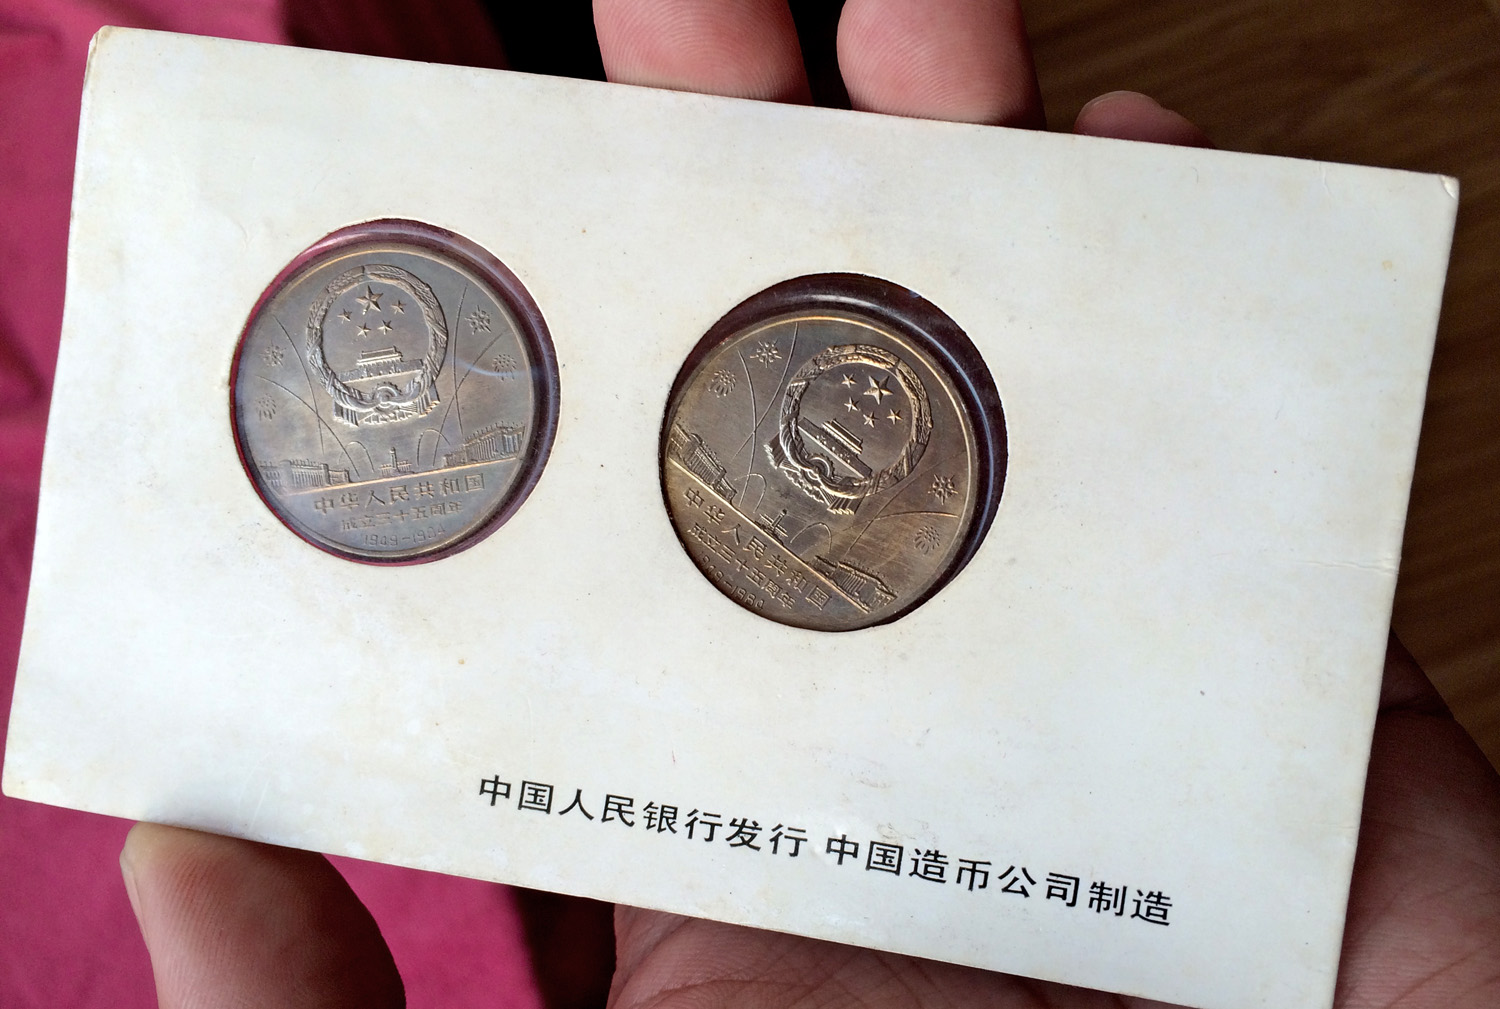 中华人民共和国
成立三十五周年
1949-1984
中华人民共和国
成立三十五周年
1949-1984
中国人民银行发行 中国造币公司制造